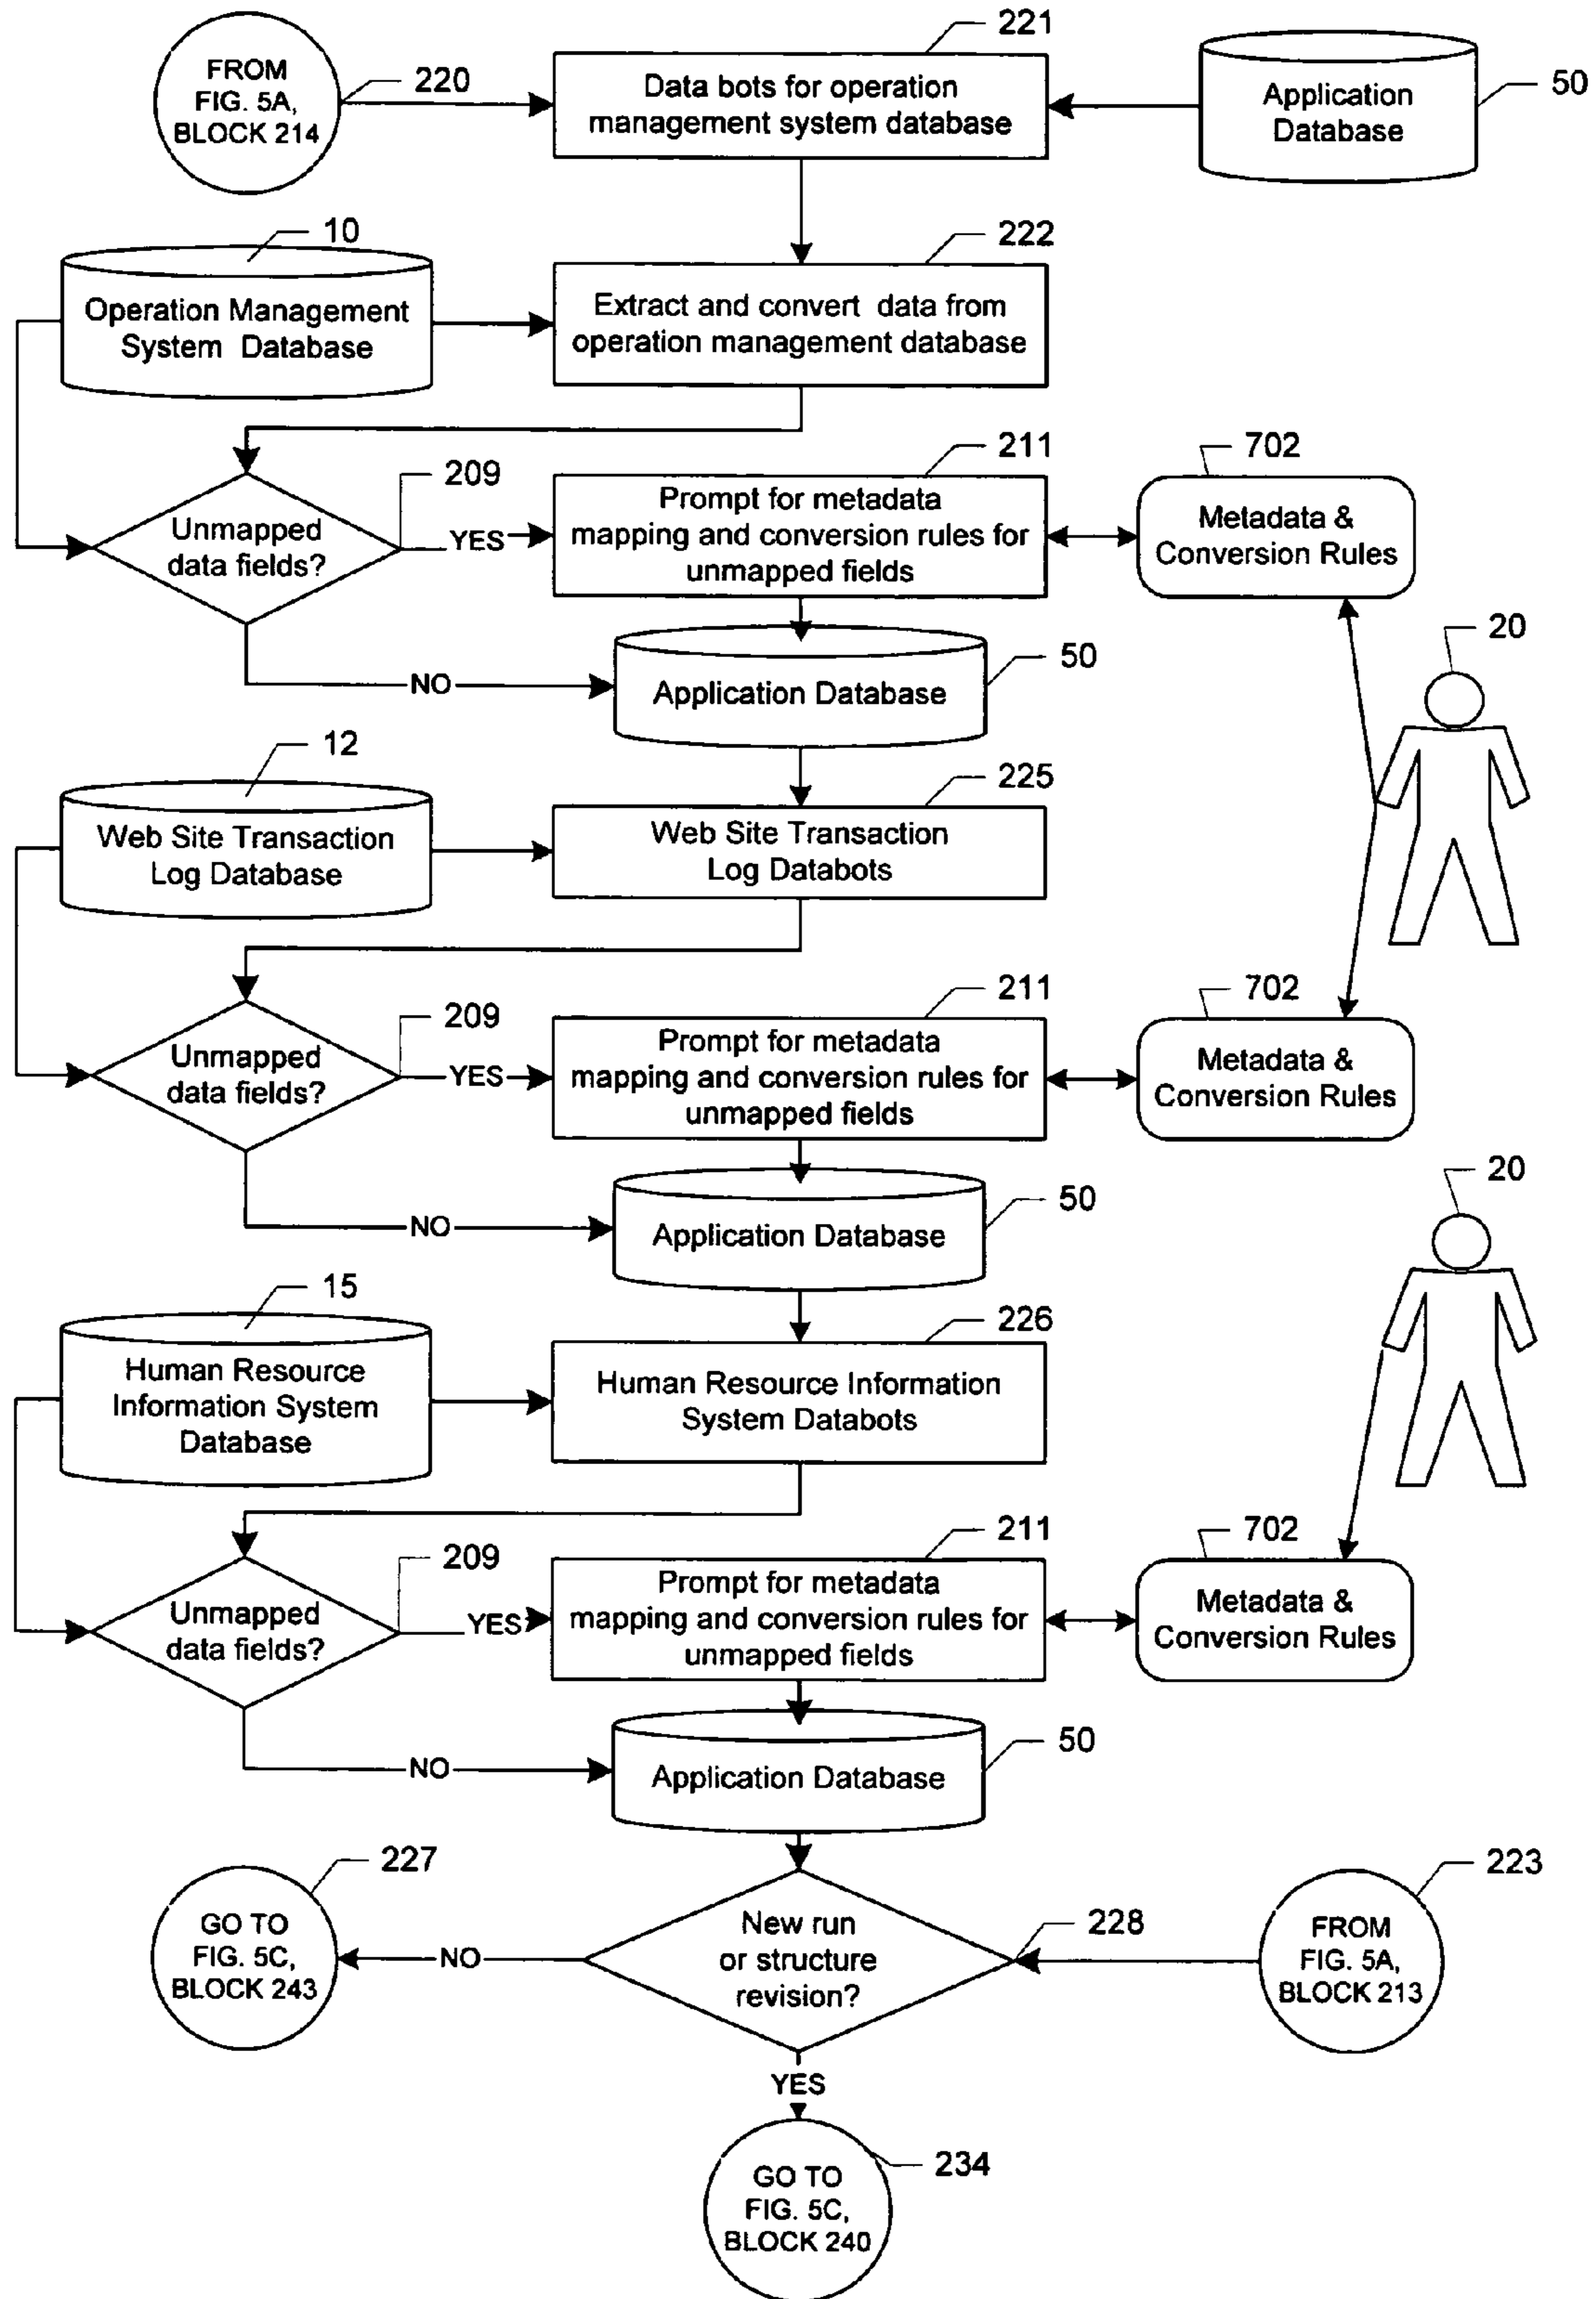 221
FROM
FIG. 5A,
BLOCK 214
220
Data bots for operation
management system database
Application
Database
50
10
222
Operation Management
System Database
Extract and convert data from
operation management database
209
211
702
Unmapped
data fields?
YES
Prompt for metadata
mapping and conversion rules for
unmapped fields
Metadata &
Conversion Rules
20
NO
Application Database
50
12
225
Web Site Transaction
Log Database
Web Site Transaction
Log Databots
209
211
702
Unmapped
data fields?
YES
Prompt for metadata
mapping and conversion rules for
unmapped fields
Metadata &
Conversion Rules
20
NO
Application Database
50
15
226
Human Resource
Information System
Database
Human Resource Information
System Databots
209
211
702
Unmapped
data fields?
YES
Prompt for metadata
mapping and conversion rules for
unmapped fields
Metadata &
Conversion Rules
NO
Application Database
50
227
GO TO
FIG. 5C,
BLOCK 243
NO
New run
or structure
revision?
228
223
FROM
FIG. 5A,
BLOCK 213
YES
234
GO TO
FIG. 5C,
BLOCK 240